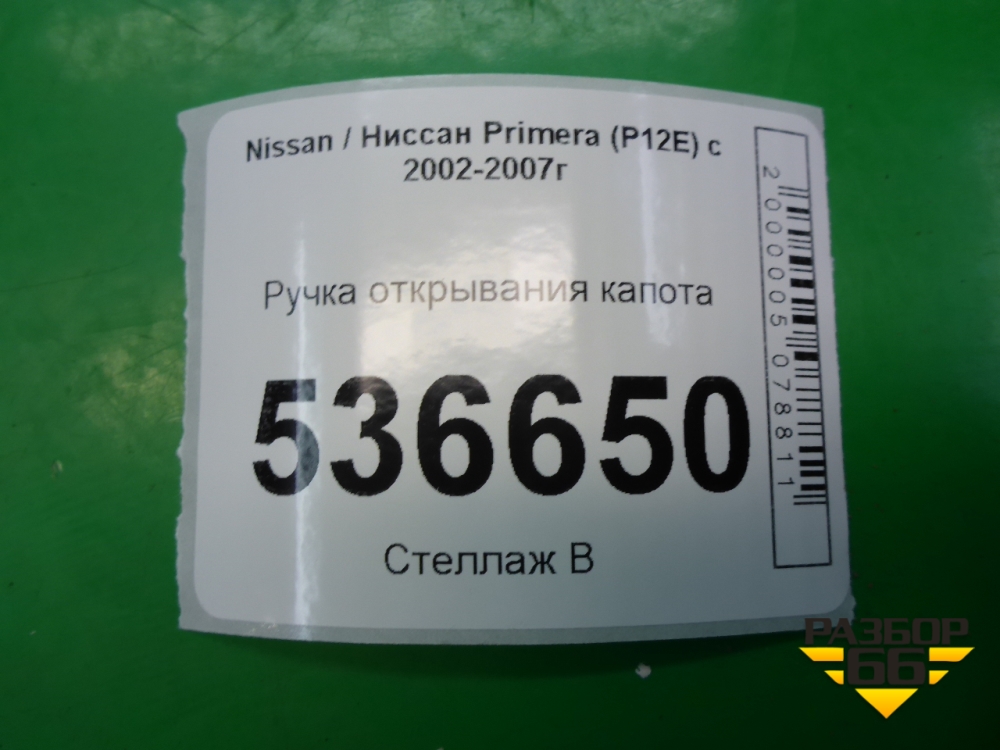 Nissan / Ниссан Primera (P12E) с
2002-2007г
Ручка открывания капота
536650
Стеллаж В
2000005078811
РАЗБОР
66